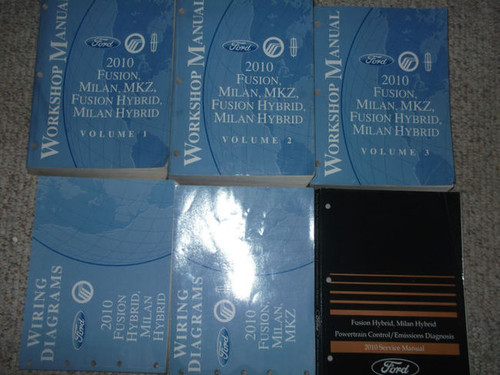 WORKSHOP MANUAL
Ford
2010
FUSION,
MILAN, MKZ,
FUSION HYBRID,
MILAN HYBRID
VOLUME 1
WORKSHOP MANUAL
Ford
2010
FUSION,
MILAN, MKZ,
FUSION HYBRID,
MILAN HYBRID
VOLUME 2
WORKSHOP MANUAL
Ford
2010
FUSION,
MILAN, MKZ,
FUSION HYBRID,
MILAN HYBRID
VOLUME 3
WIRING
DIAGRAMS
Ford
2010
FUSION
HYBRID,
MILAN
HYBRID
WIRING
DIAGRAMS
Ford
2010
FUSION,
MILAN,
MKZ
Fusion Hybrid, Milan Hybrid
Powertrain Control/Emissions Diagnosis
2010 Service Manual
Ford